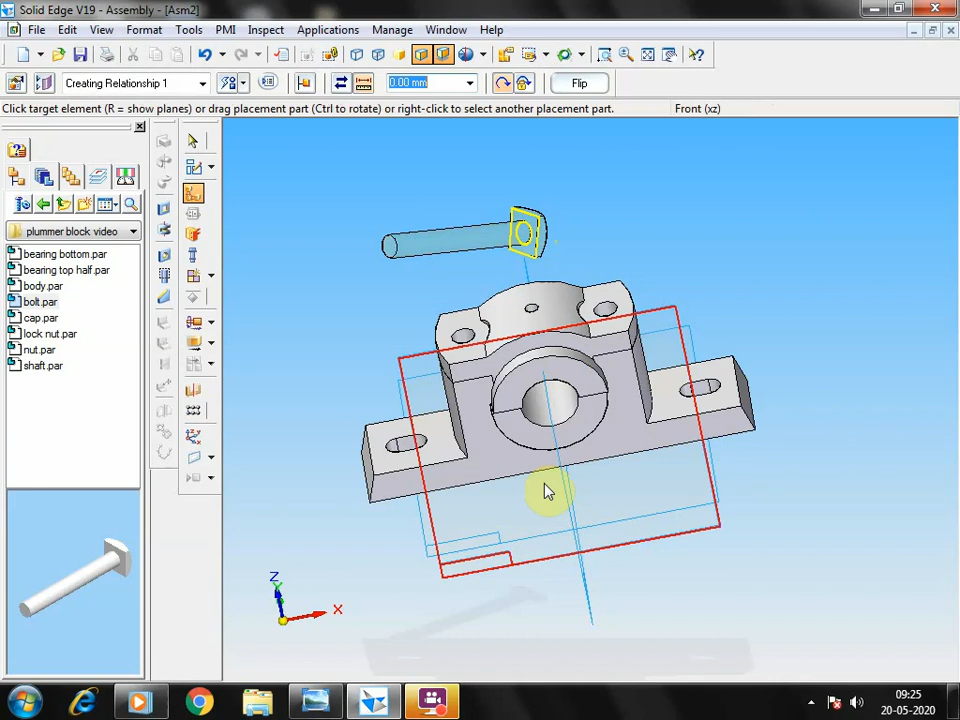 Solid Edge V19 - Assembly - [Asm2]
File Edit View Format Tools PMI Inspect Applications Manage Window Help
Creating Relationship 1 0.00 mm Flip
Click target element (R = show planes) or drag placement part (Ctrl to rotate) or right-click to select another placement part. Front (xz)
plummer block video
bearing bottom.par
bearing top half.par
body.par
bolt.par
cap.par
lock nut.par
nut.par
shaft.par
Z
Y
X
09:25
20-05-2020